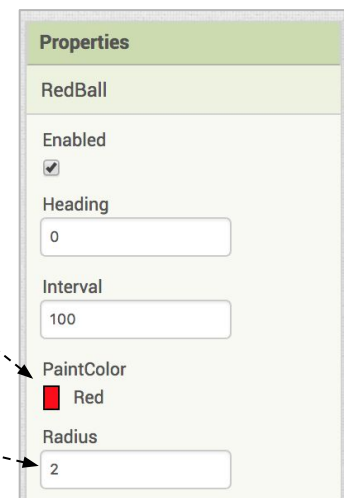 Properties
RedBall
Enabled
Heading
0
Interval
100
PaintColor
Red
Radius
2